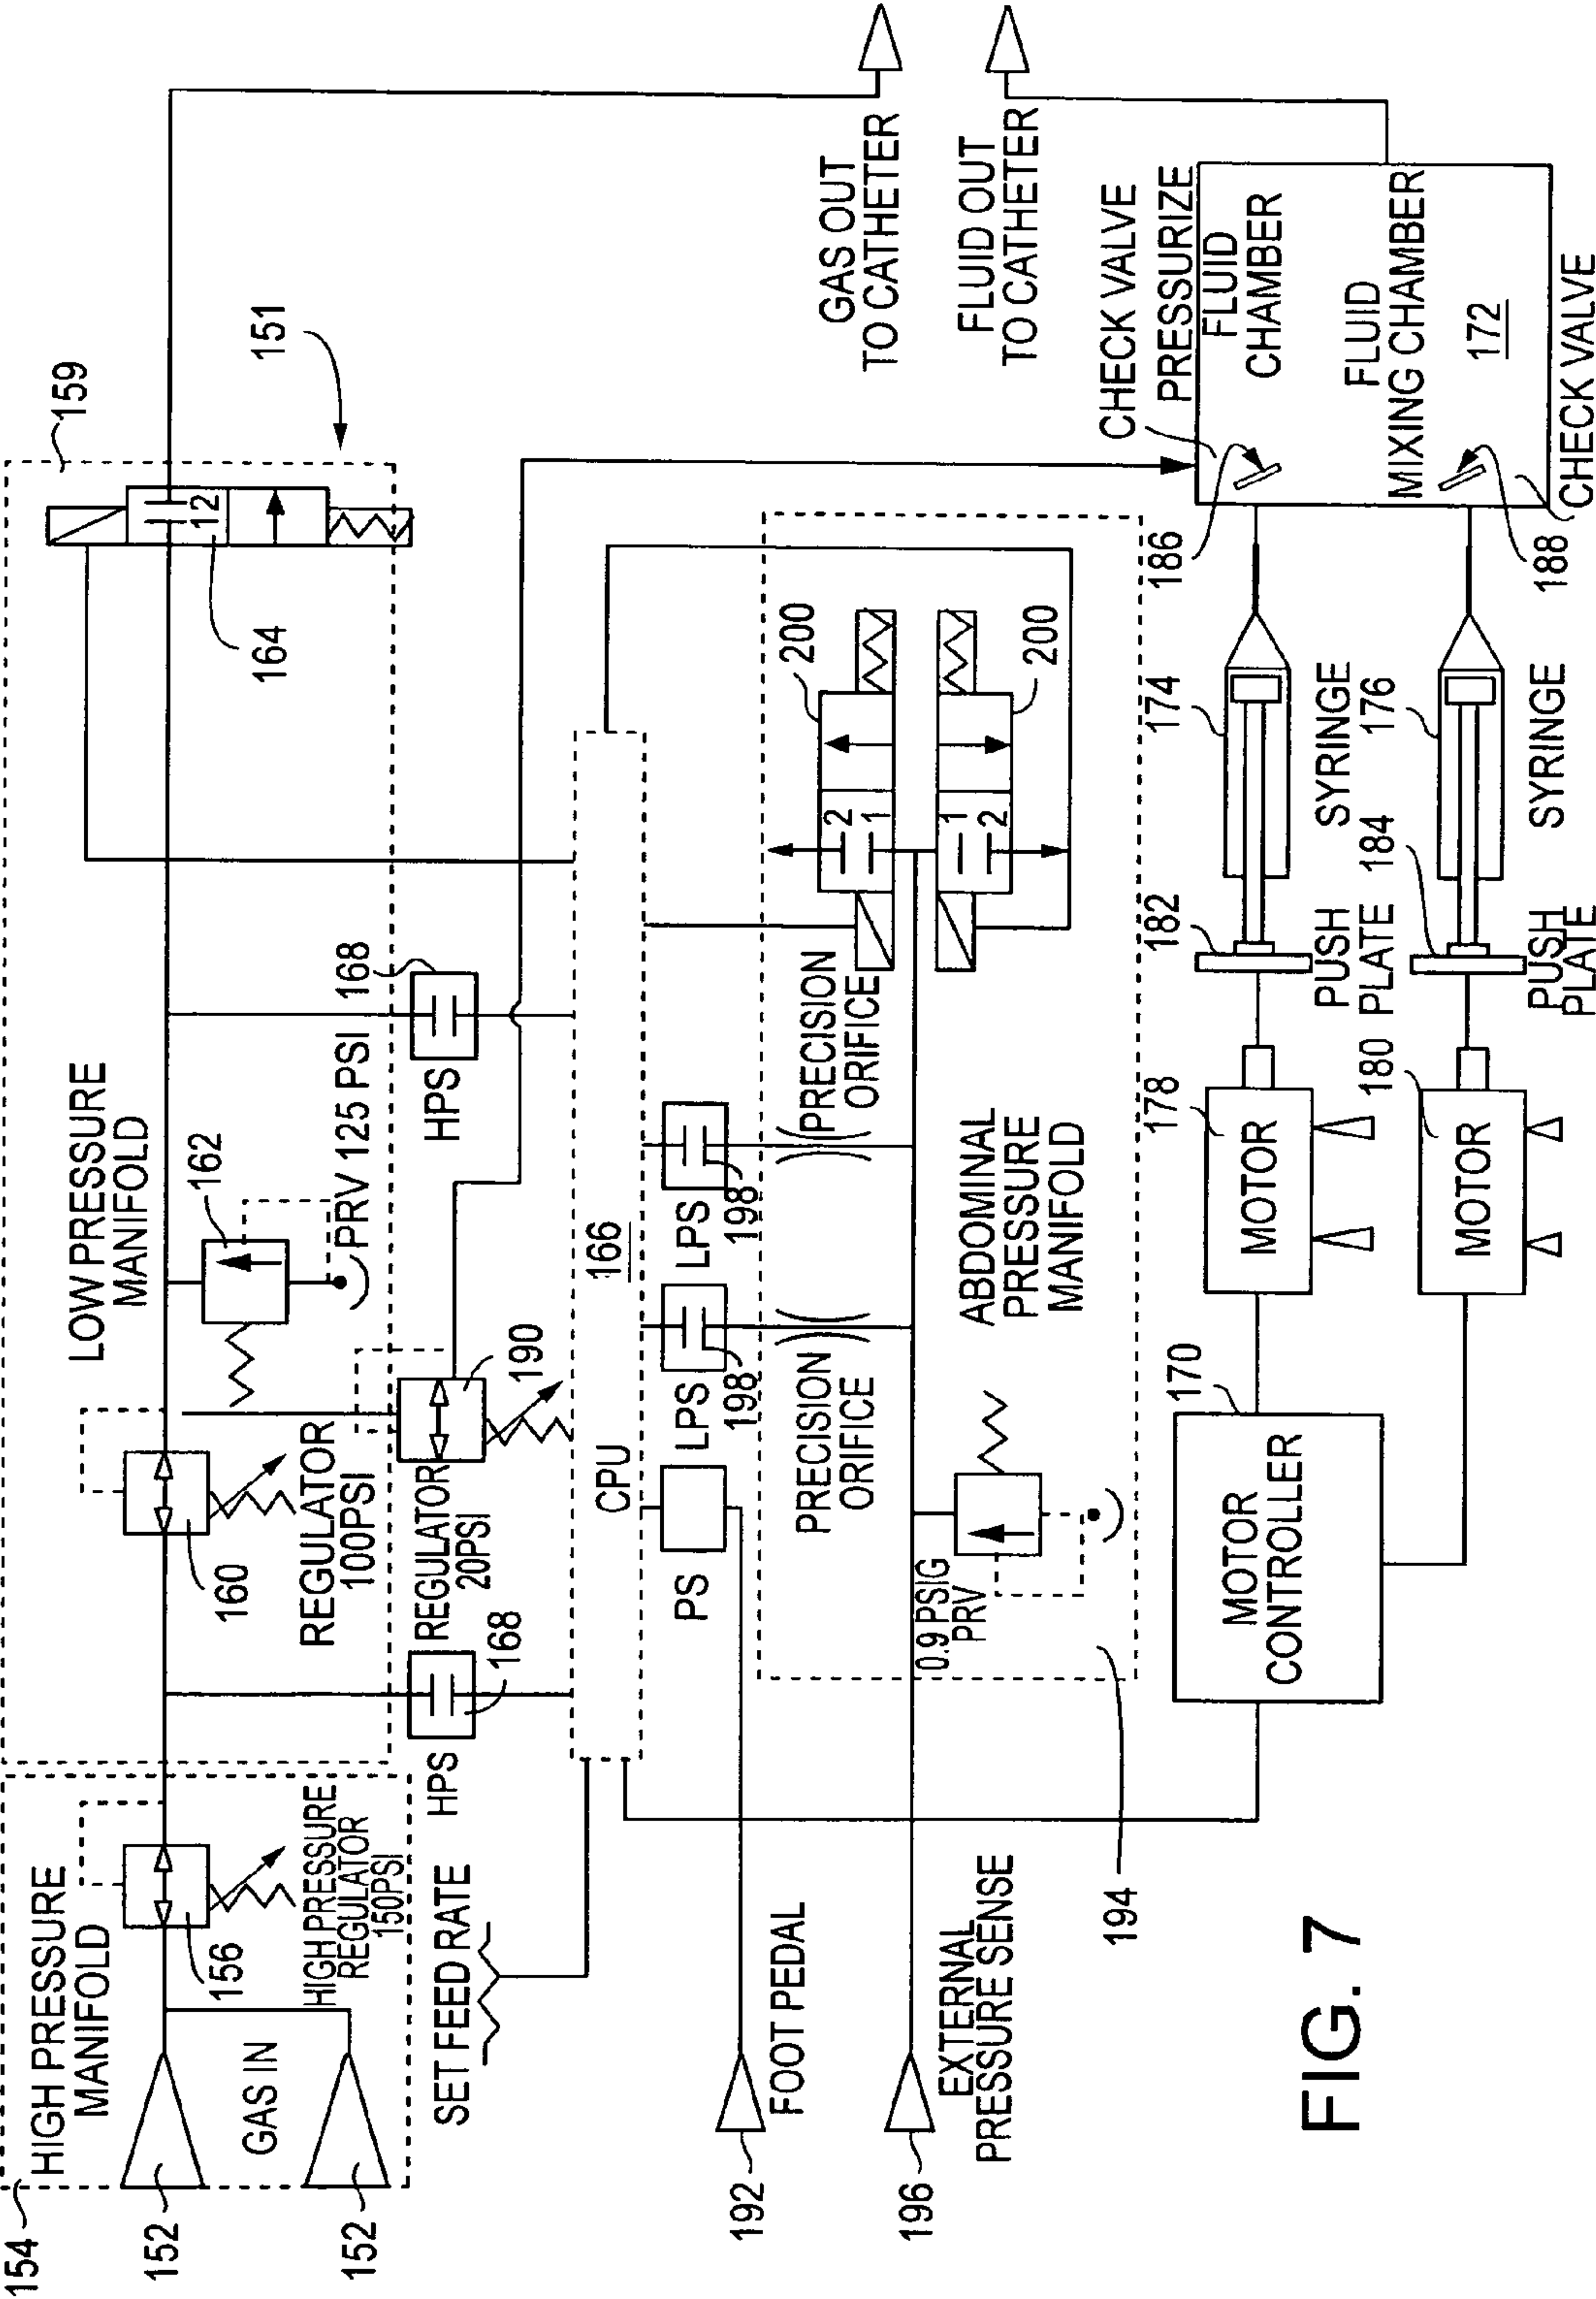 154
HIGH PRESSURE
MANIFOLD
152
GAS IN
152
156
HIGH PRESSURE
REGULATOR
150PSI
LOW PRESSURE
MANIFOLD
160
REGULATOR
100PSI
162
PRV 125 PSI
164
12
159
151
HPS
168
REGULATOR
20PSI
190
HPS
168
SET FEED RATE
CPU
166
GAS OUT
TO CATHETER
FLUID OUT
TO CATHETER
192
FOOT PEDAL
PS
LPS
198
LPS
198
PRECISION
ORIFICE
PRECISION
ORIFICE
196
EXTERNAL
PRESSURE SENSE
0.9 PSIG
PRV
ABDOMINAL
PRESSURE
MANIFOLD
194
200
2
1
1
2
200
170
MOTOR
CONTROLLER
178
MOTOR
180
MOTOR
182
PUSH
PLATE
184
PUSH
PLATE
174
SYRINGE
176
SYRINGE
186
CHECK VALVE
PRESSURIZE
FLUID
CHAMBER
FLUID
MIXING CHAMBER
172
188
CHECK VALVE
FIG. 7